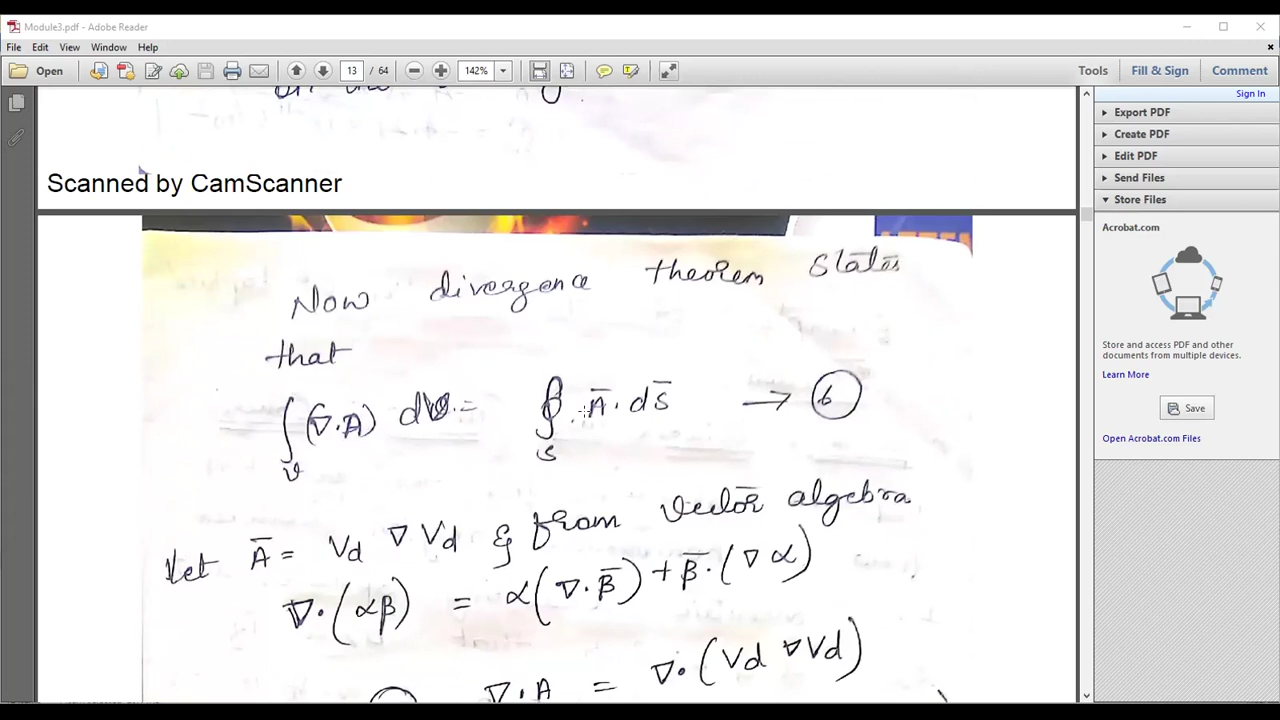 Module3.pdf - Adobe Reader
File Edit View Window Help
Open 13 / 64 142% Tools Fill & Sign Comment
Sign In
Export PDF
Create PDF
Edit PDF
Send Files
Store Files
Acrobat.com
Store and access PDF and other
documents from multiple devices.
Learn More
Save
Open Acrobat.com Files
Scanned by CamScanner
Now divergence theorem states
that
∫_v (∇·A) dv = ∮_S Ā · dS̄ → ⑥
Let Ā = Vd ∇ Vd & from vector algebra
∇·(αβ) = α(∇·β̄) + β̄·(∇α)
∇·A = ∇·(Vd ∇Vd)